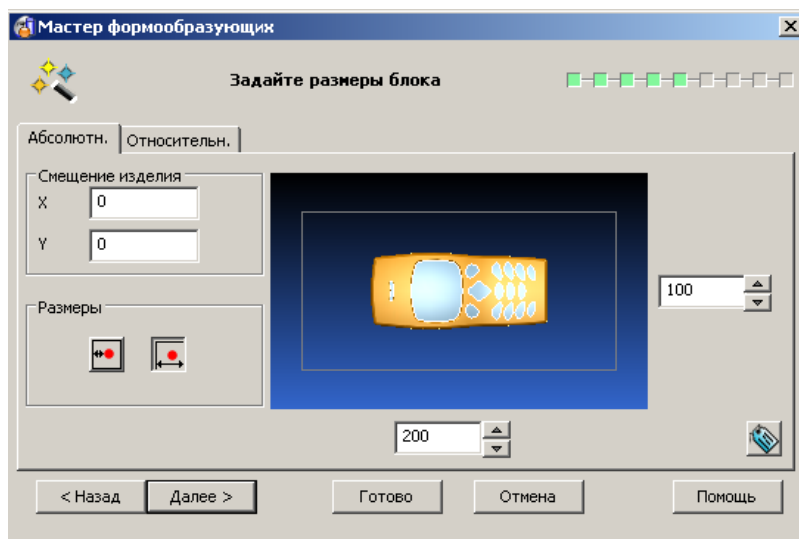 Мастер формообразующих
Задайте размеры блока
Абсолютн. Относительн.
Смещение изделия
X 0
Y 0
Размеры
100
200
< Назад Далее > Готово Отмена Помощь